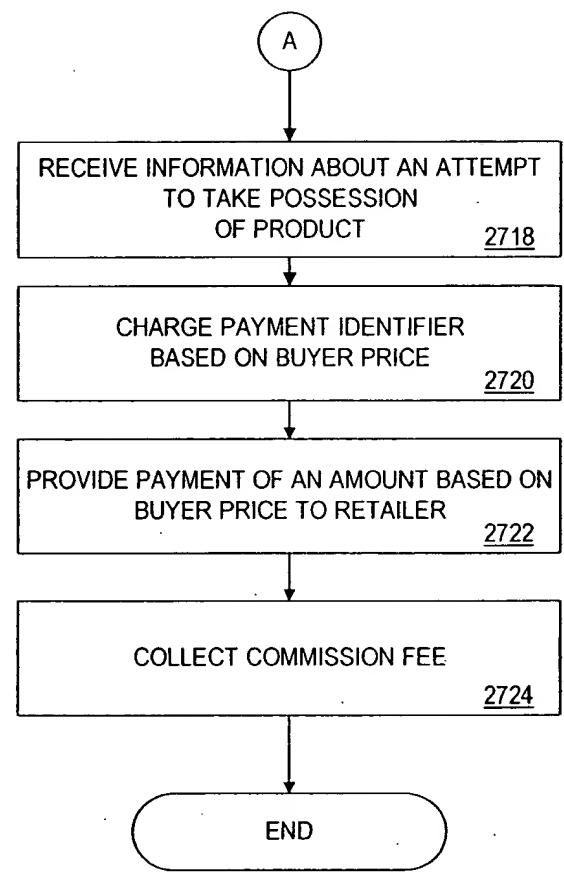 A
RECEIVE INFORMATION ABOUT AN ATTEMPT
TO TAKE POSSESSION
OF PRODUCT
2718
CHARGE PAYMENT IDENTIFIER
BASED ON BUYER PRICE
2720
PROVIDE PAYMENT OF AN AMOUNT BASED ON
BUYER PRICE TO RETAILER
2722
COLLECT COMMISSION FEE
2724
END